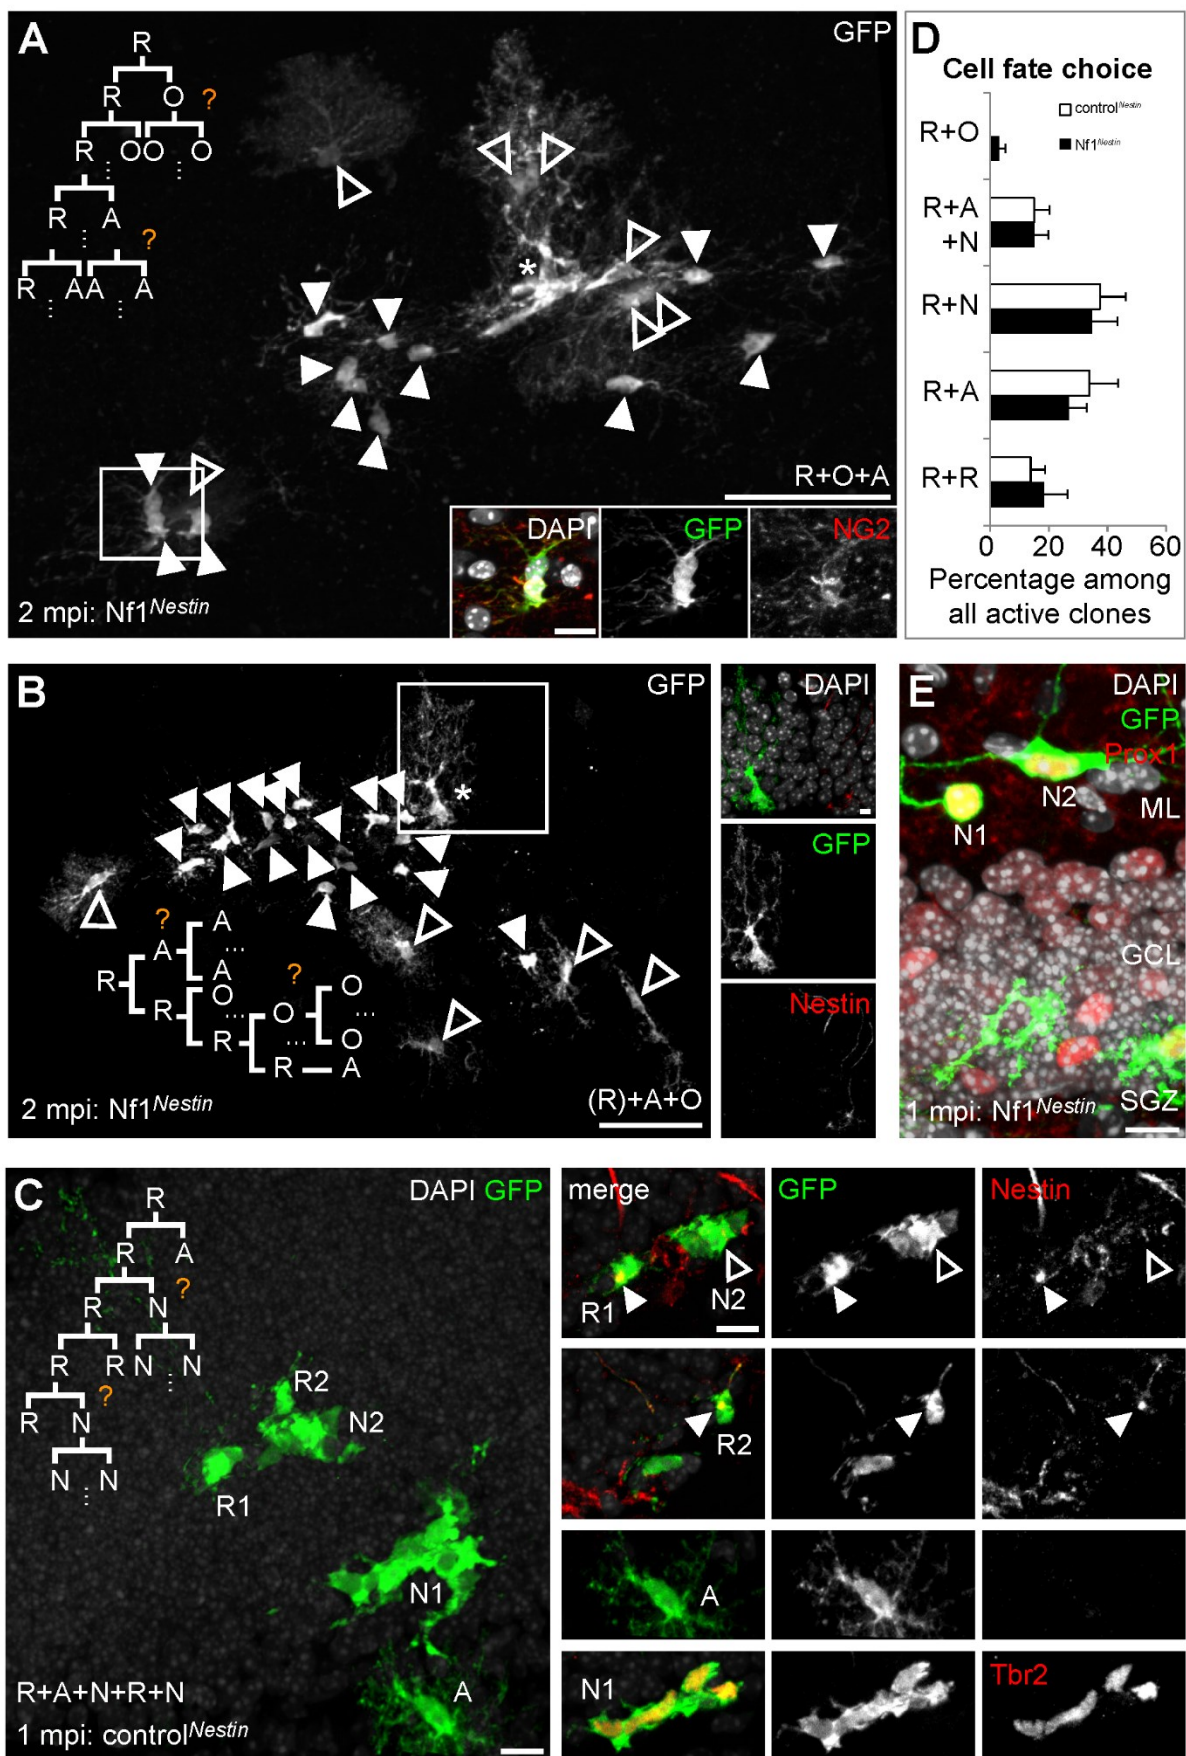 A
GFP
R
R O ?
R OO O
R A
?
R AA A
*
R+O+A
2 mpi: Nf1Nestin
DAPI
GFP
NG2
D
Cell fate choice
controlNestin
Nf1Nestin
R+O
R+A
+N
R+N
R+A
R+R
0 20 40 60
Percentage among
all active clones
B
GFP
*
? A
A ...
R A
R O ? O
... O ...
R ... O
R A
(R)+A+O
2 mpi: Nf1Nestin
DAPI
GFP
Nestin
E
DAPI
GFP
Prox1
N2
ML
N1
GCL
SGZ
1 mpi: Nf1Nestin
C
DAPI GFP
R
R A
?
R N
R R N N
?
R N
N N
R2
N2
R1
N1
A
R+A+N+R+N
1 mpi: controlNestin
merge
GFP
Nestin
R1
N2
R2
A
N1
Tbr2